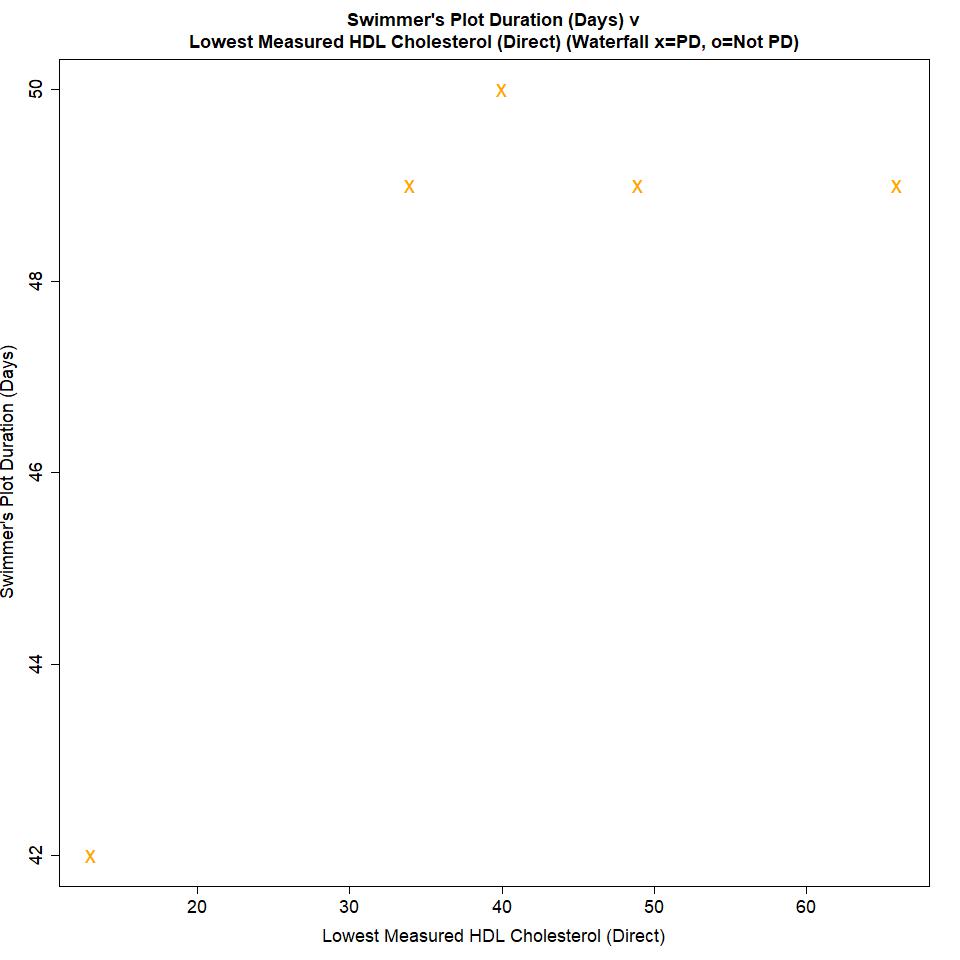 Swimmer's Plot Duration (Days) v
Lowest Measured HDL Cholesterol (Direct) (Waterfall x=PD, o=Not PD)
50
X
X
X
X
48
Swimmer's Plot Duration (Days)
46
44
42
X
20
30
40
50
60
Lowest Measured HDL Cholesterol (Direct)